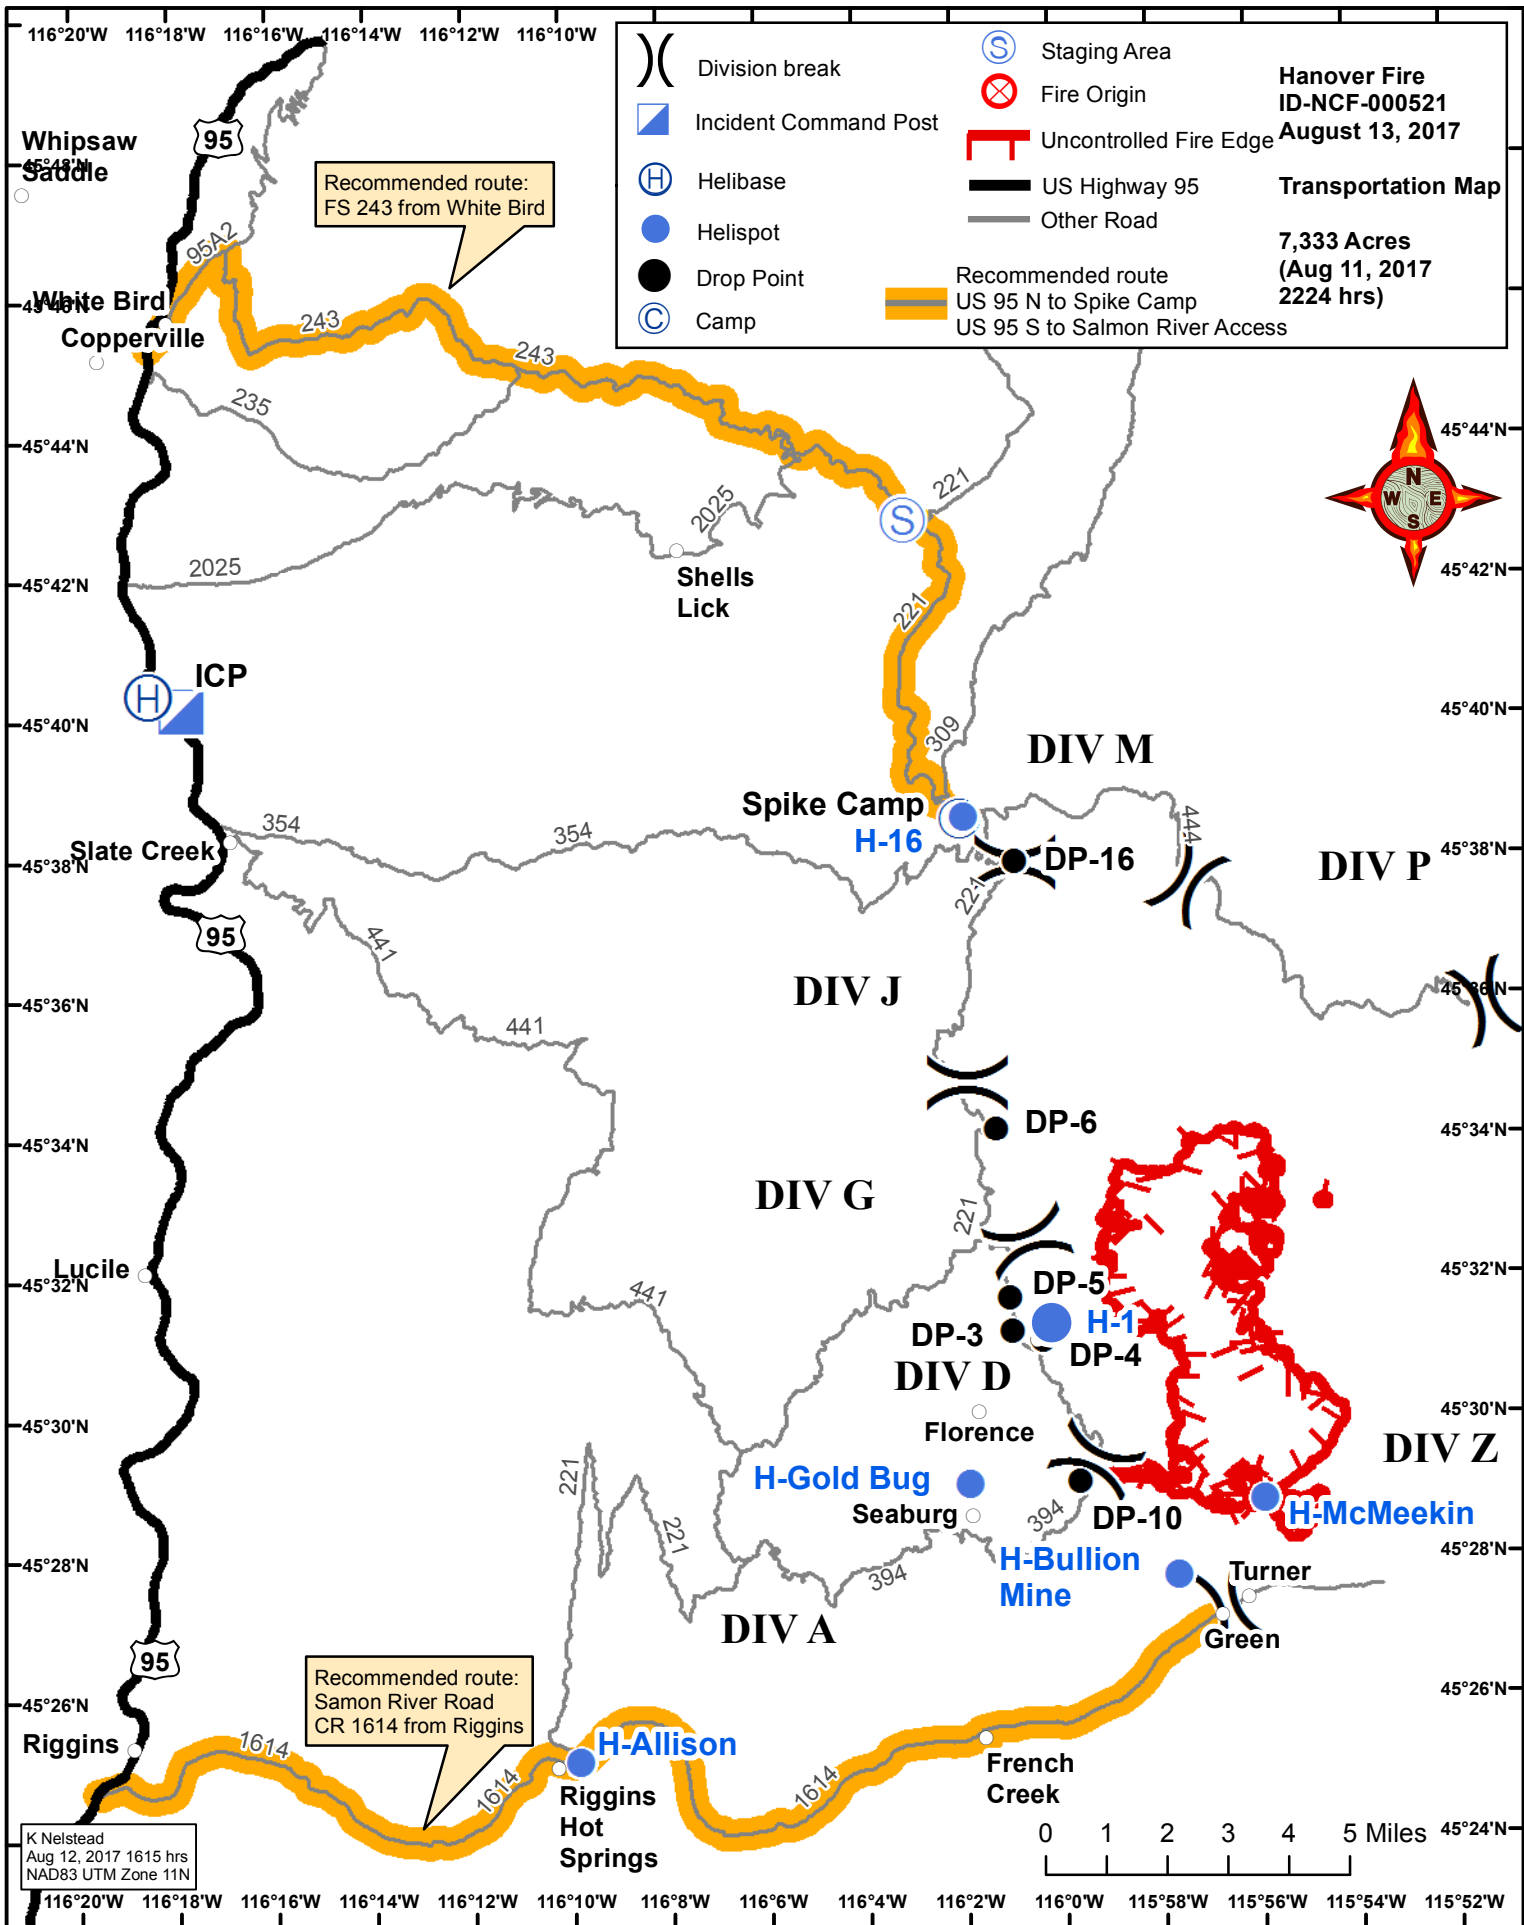 116°20'W 116°18'W 116°16'W 116°14'W 116°12'W 116°10'W
Division break
Incident Command Post
Helibase
Helispot
Drop Point
Camp
Staging Area
Fire Origin
Uncontrolled Fire Edge
US Highway 95
Other Road
Recommended route
US 95 N to Spike Camp
US 95 S to Salmon River Access
Hanover Fire
ID-NCF-000521
August 13, 2017
Transportation Map
7,333 Acres
(Aug 11, 2017
2224 hrs)
S
H
C
95
Whipsaw
Saddle
45°48'N
Recommended route:
FS 243 from White Bird
95A2
White Bird
45°46'N
Copperville
243
243
235
45°44'N
45°44'N
N
W E
S
221
S
2025
2025
Shells
Lick
45°42'N
45°42'N
221
ICP
H
45°40'N
45°40'N
309
DIV M
Spike Camp
H-16
354
354
444
Slate Creek
DP-16
45°38'N
45°38'N
DIV P
221
95
441
DIV J
45°36'N
45°36'N
441
DP-6
45°34'N
45°34'N
DIV G
221
Lucile
45°32'N
45°32'N
441
DP-5
H-1
DP-3
DP-4
DIV D
45°30'N
45°30'N
Florence
DIV Z
221
H-Gold Bug
Seaburg
394
DP-10
H-McMeekin
221
45°28'N
45°28'N
H-Bullion
Mine
Turner
394
DIV A
Green
95
Recommended route:
Samon River Road
CR 1614 from Riggins
45°26'N
45°26'N
Riggins
1614
H-Allison
1614
Riggins
Hot
Springs
1614
French
Creek
K Nelstead
Aug 12, 2017 1615 hrs
NAD83 UTM Zone 11N
0 1 2 3 4 5 Miles
45°24'N
116°20'W 116°18'W 116°16'W 116°14'W 116°12'W 116°10'W 116°8'W 116°6'W 116°4'W 116°2'W 116°0'W 115°58'W 115°56'W 115°54'W 115°52'W